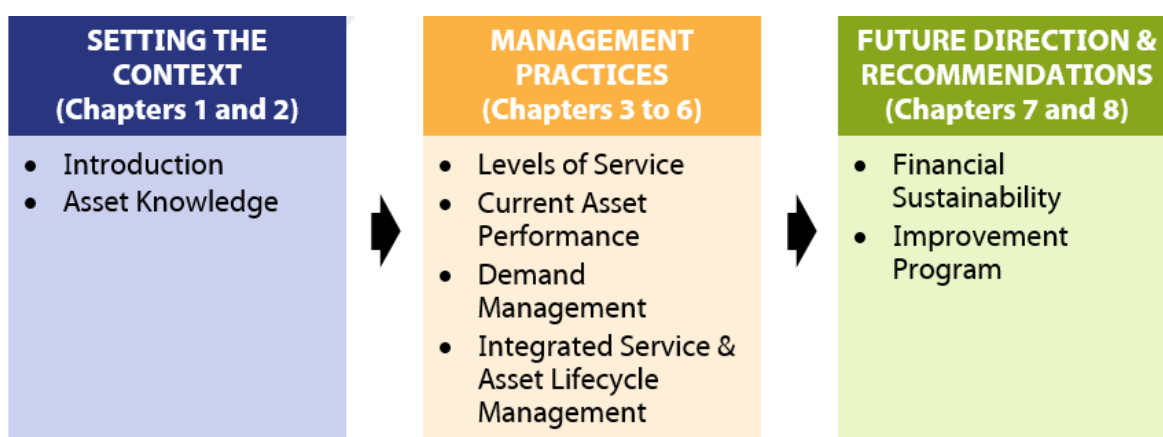 SETTING THE
CONTEXT
(Chapters 1 and 2)
• Introduction
• Asset Knowledge
MANAGEMENT
PRACTICES
(Chapters 3 to 6)
• Levels of Service
• Current Asset
Performance
• Demand
Management
• Integrated Service &
Asset Lifecycle
Management
FUTURE DIRECTION &
RECOMMENDATIONS
(Chapters 7 and 8)
• Financial
Sustainability
• Improvement
Program